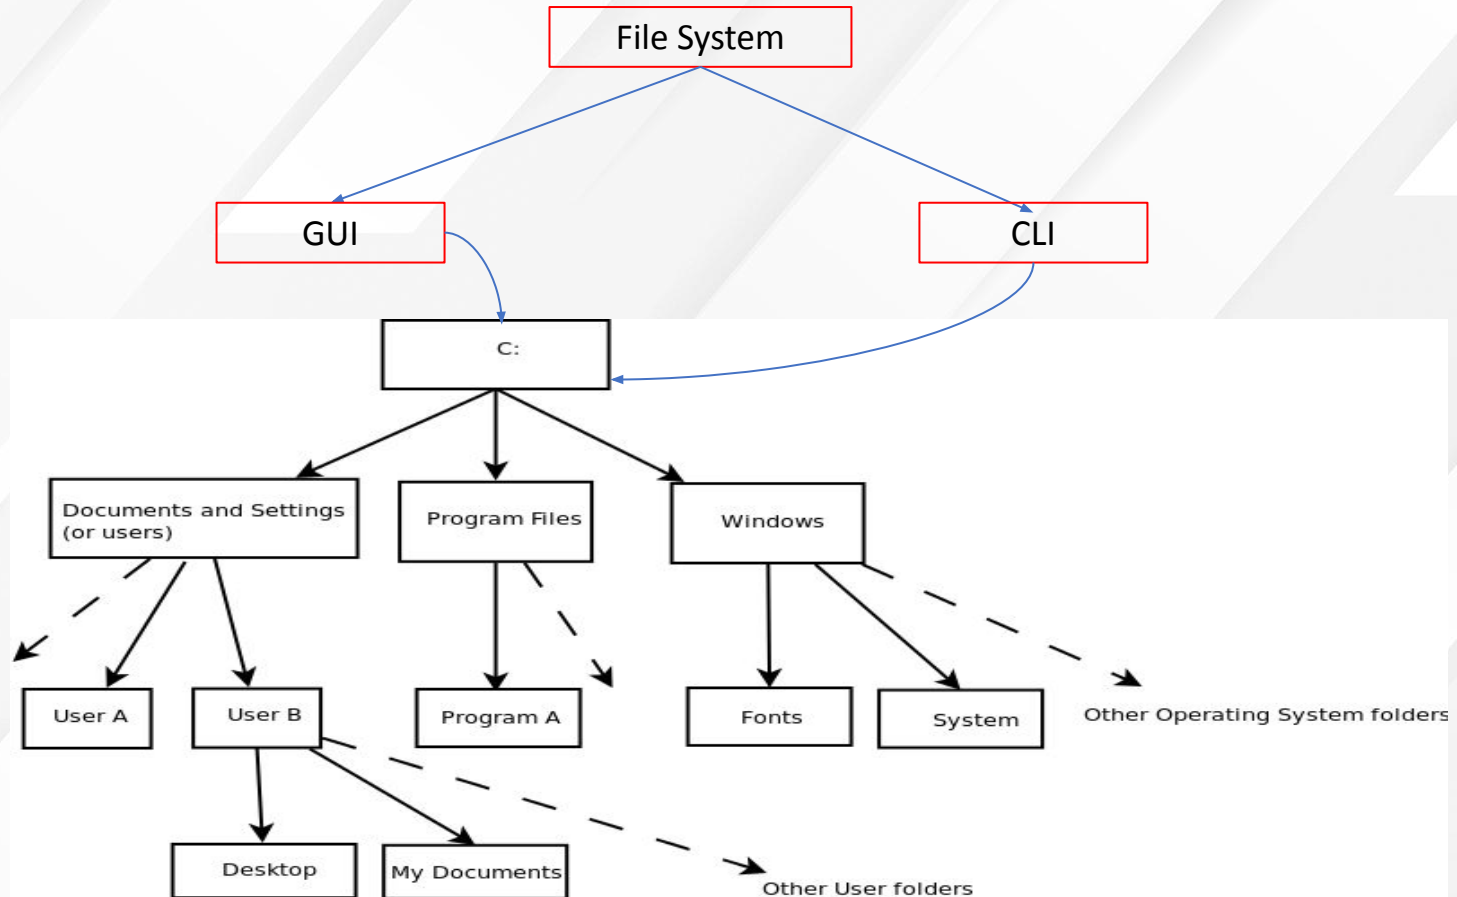 File System
GUI
CLI
C:
Documents and Settings
(or users)
Program Files
Windows
User A
User B
Program A
Fonts
System
Other Operating System folders
Desktop
My Documents
Other User folders